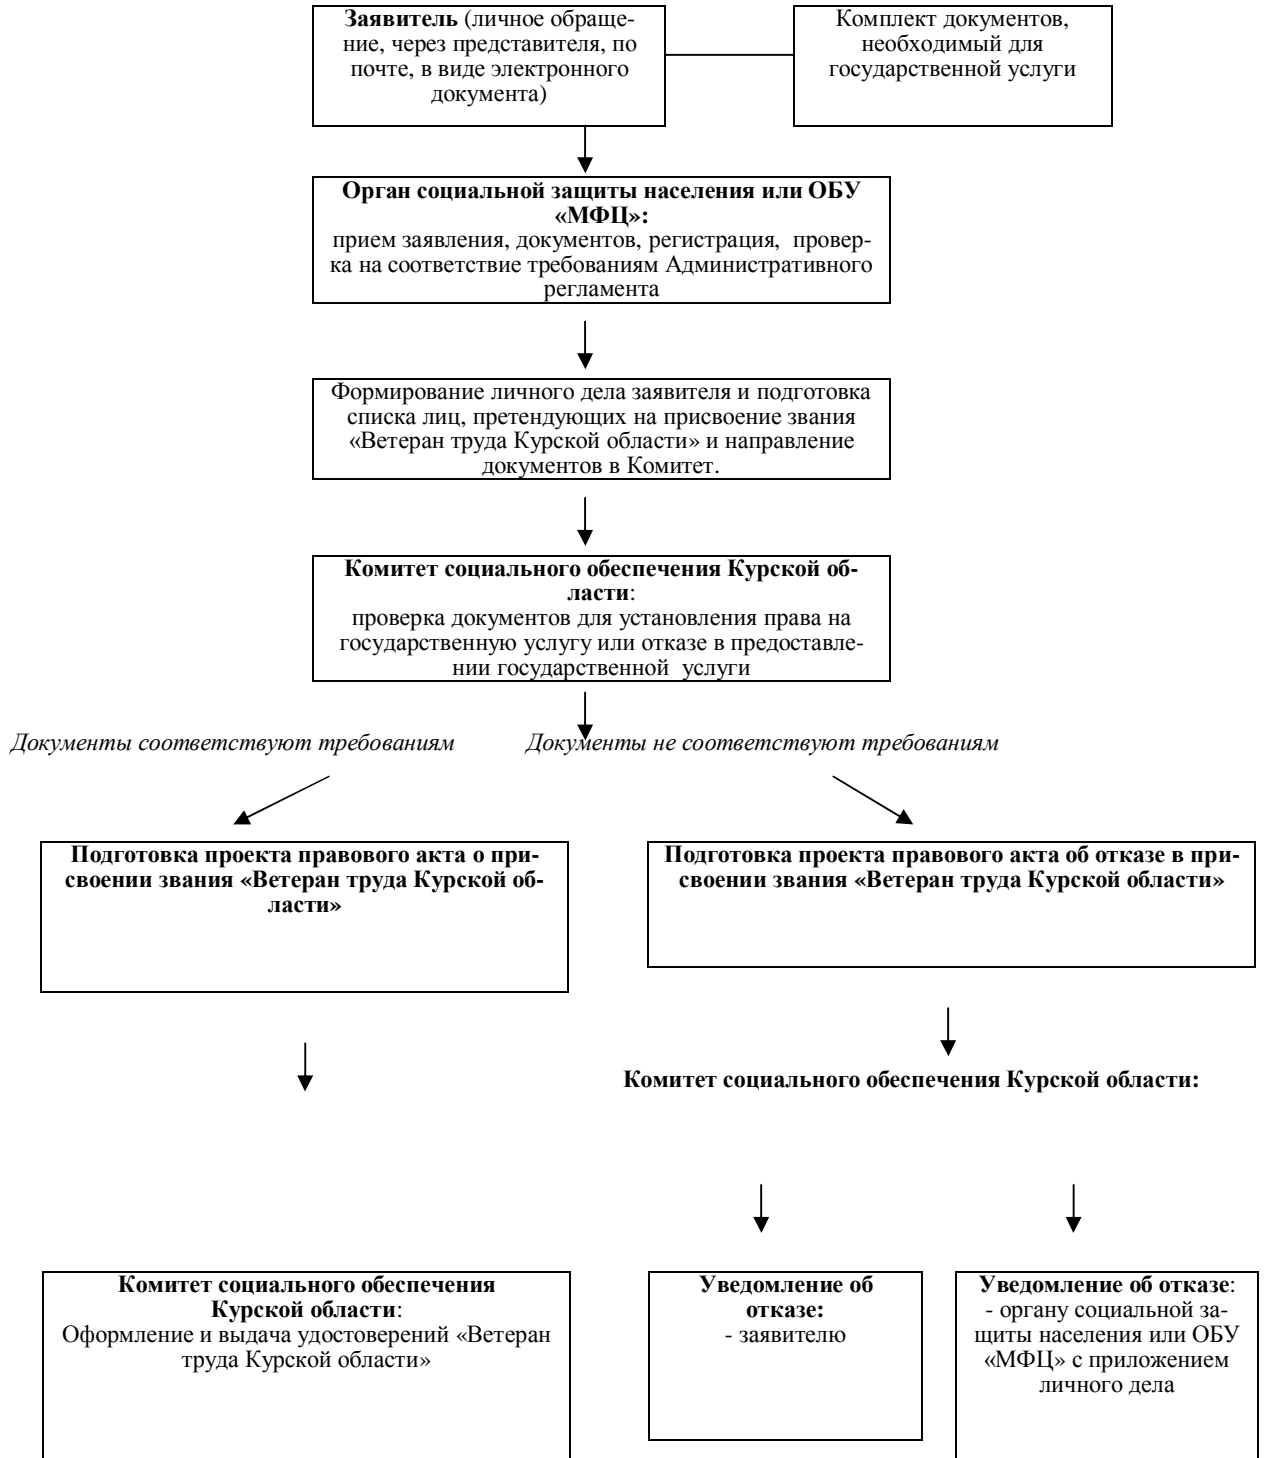 Заявитель (личное обраще-
ние, через представителя, по
почте, в виде электронного
документа)
Комплект документов,
необходимый для
государственной услуги
Орган социальной защиты населения или ОБУ
«МФЦ»:
прием заявления, документов, регистрация, провер-
ка на соответствие требованиям Административного
регламента
Формирование личного дела заявителя и подготовка
списка лиц, претендующих на присвоение звания
«Ветеран труда Курской области» и направление
документов в Комитет.
Комитет социального обеспечения Курской об-
ласти:
проверка документов для установления права на
государственную услугу или отказе в предоставле-
нии государственной услуги
Документы соответствуют требованиям
Документы не соответствуют требованиям
Подготовка проекта правового акта о при-
своении звания «Ветеран труда Курской об-
ласти»
Подготовка проекта правового акта об отказе в при-
своении звания «Ветеран труда Курской области»
Комитет социального обеспечения Курской области:
Комитет социального обеспечения
Курской области:
Оформление и выдача удостоверений «Ветеран
труда Курской области»
Уведомление об
отказе:
- заявителю
Уведомление об отказе:
- органу социальной за-
щиты населения или ОБУ
«МФЦ» с приложением
личного дела